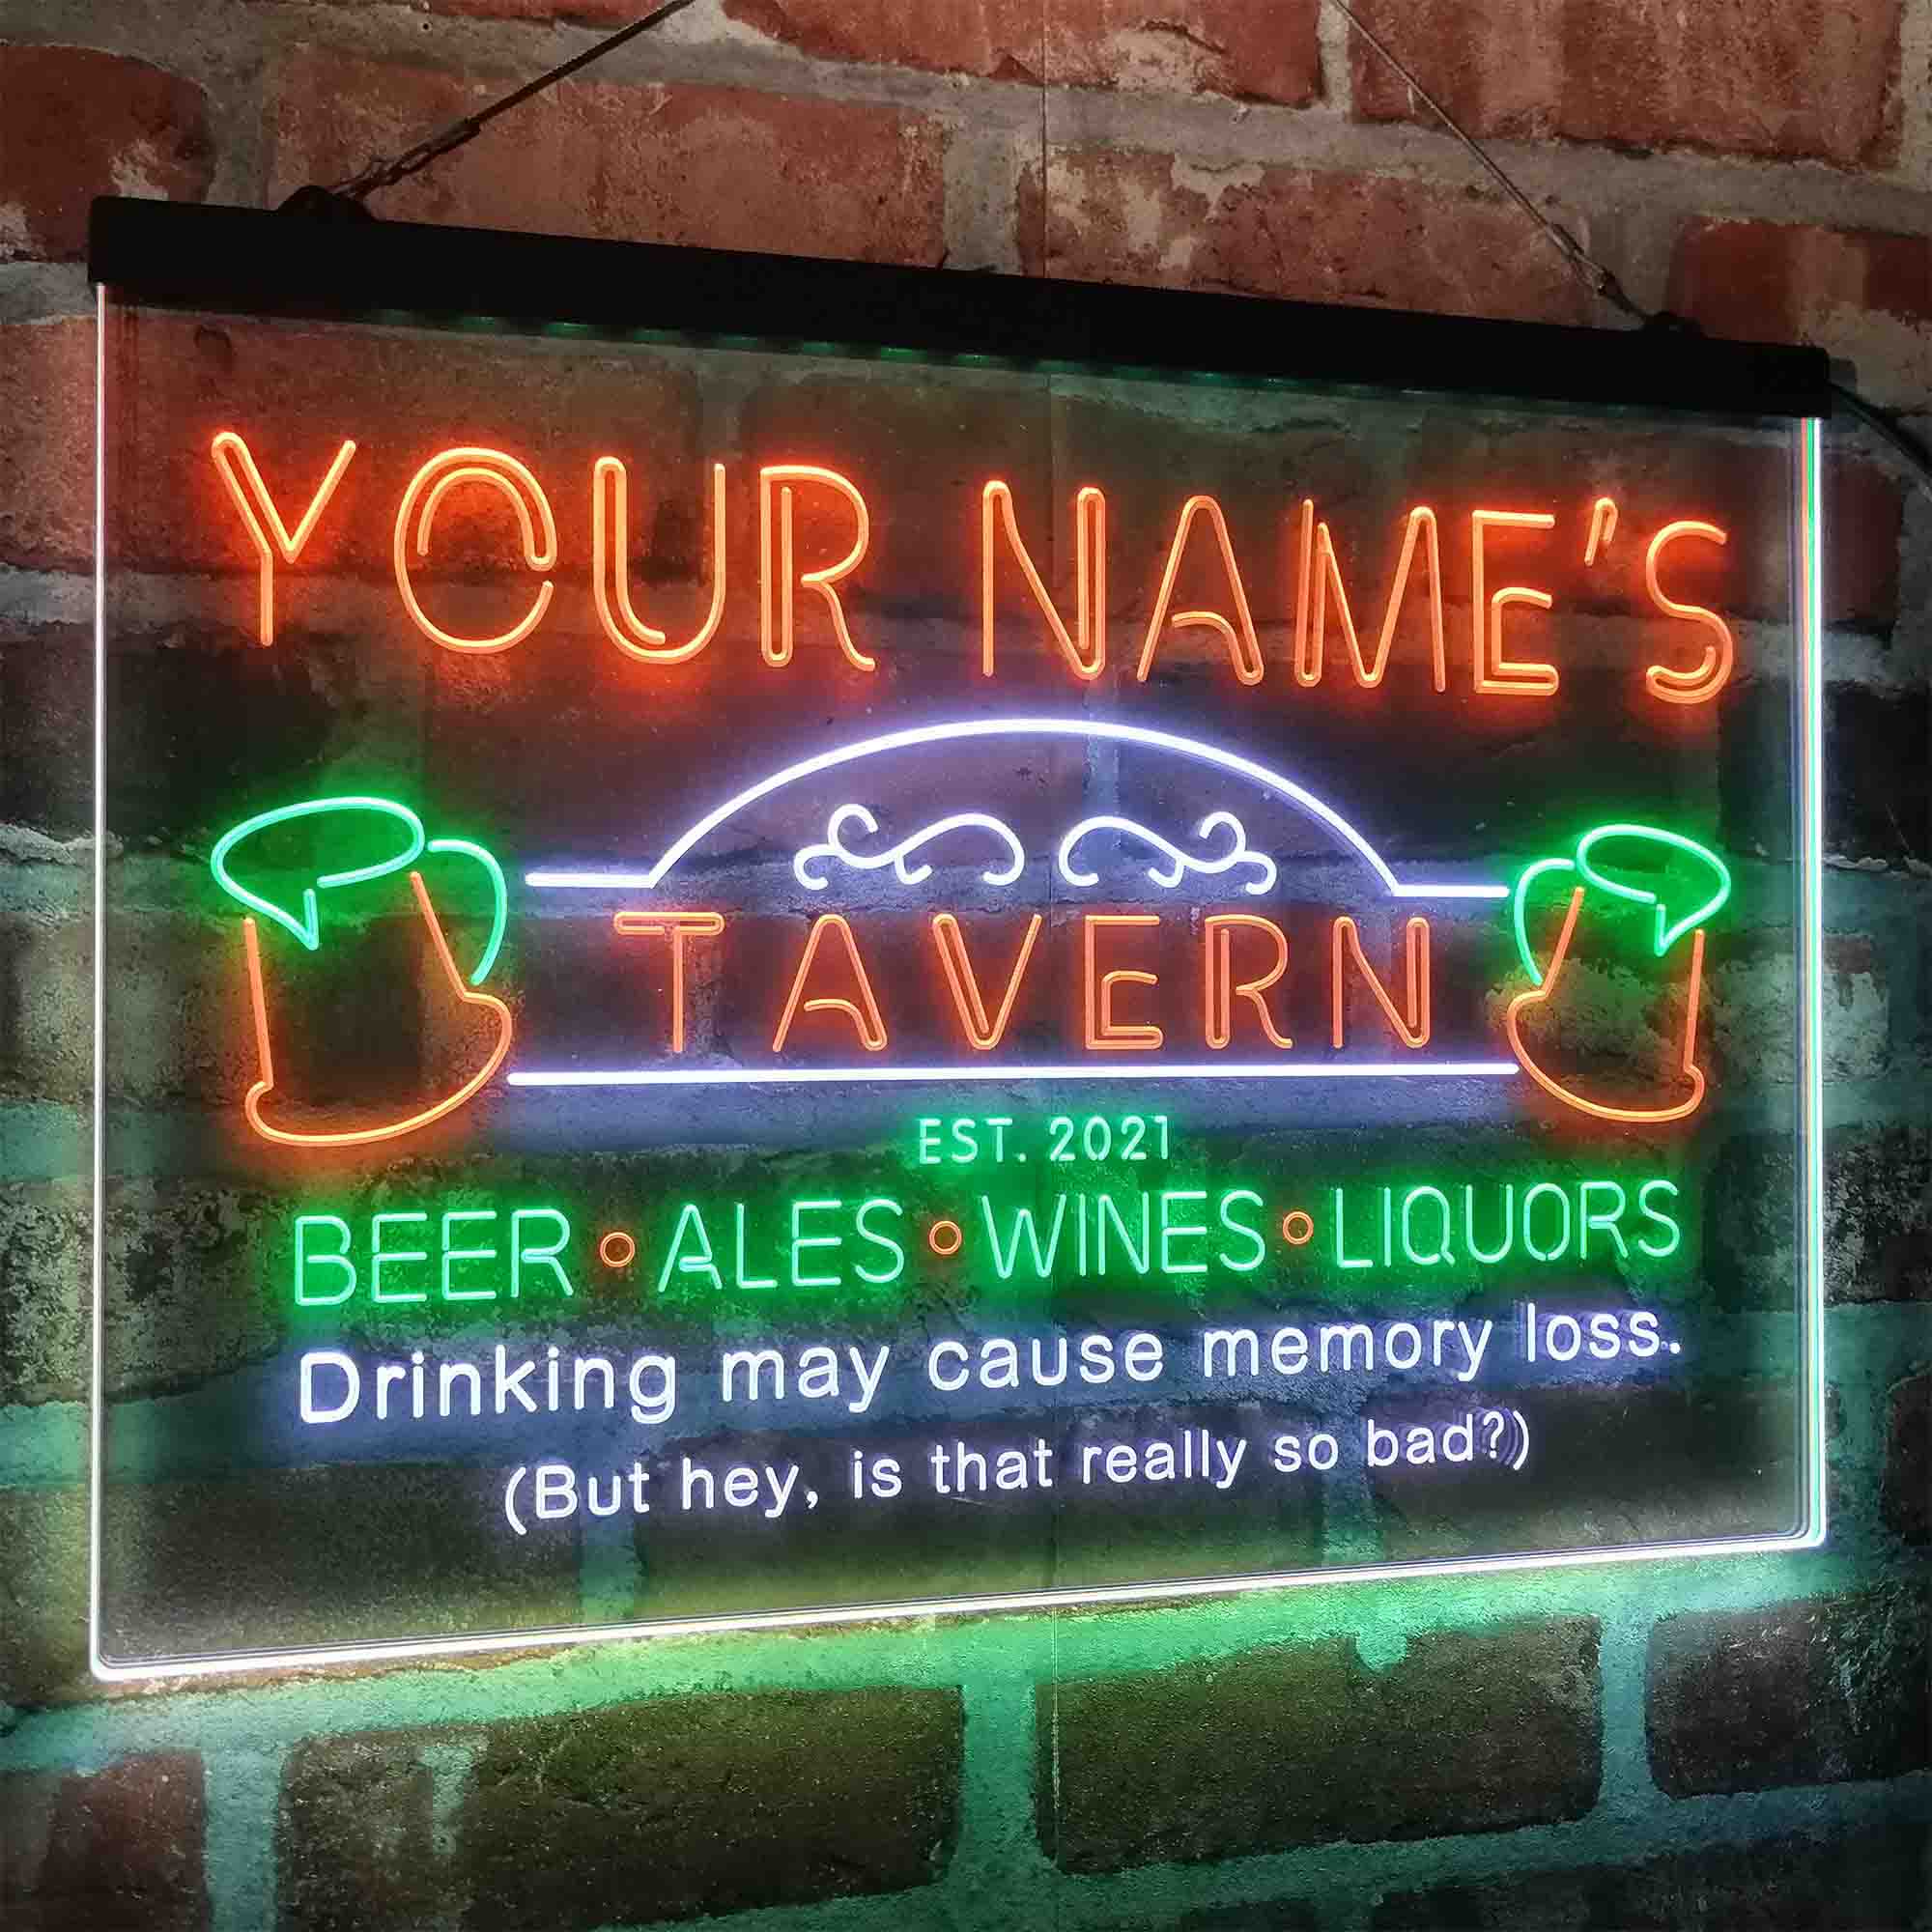 YOUR NAME'S
TAVERN
EST. 2021
BEER • ALES • WINES • LIQUORS
Drinking may cause memory loss.
(But hey, is that really so bad?)